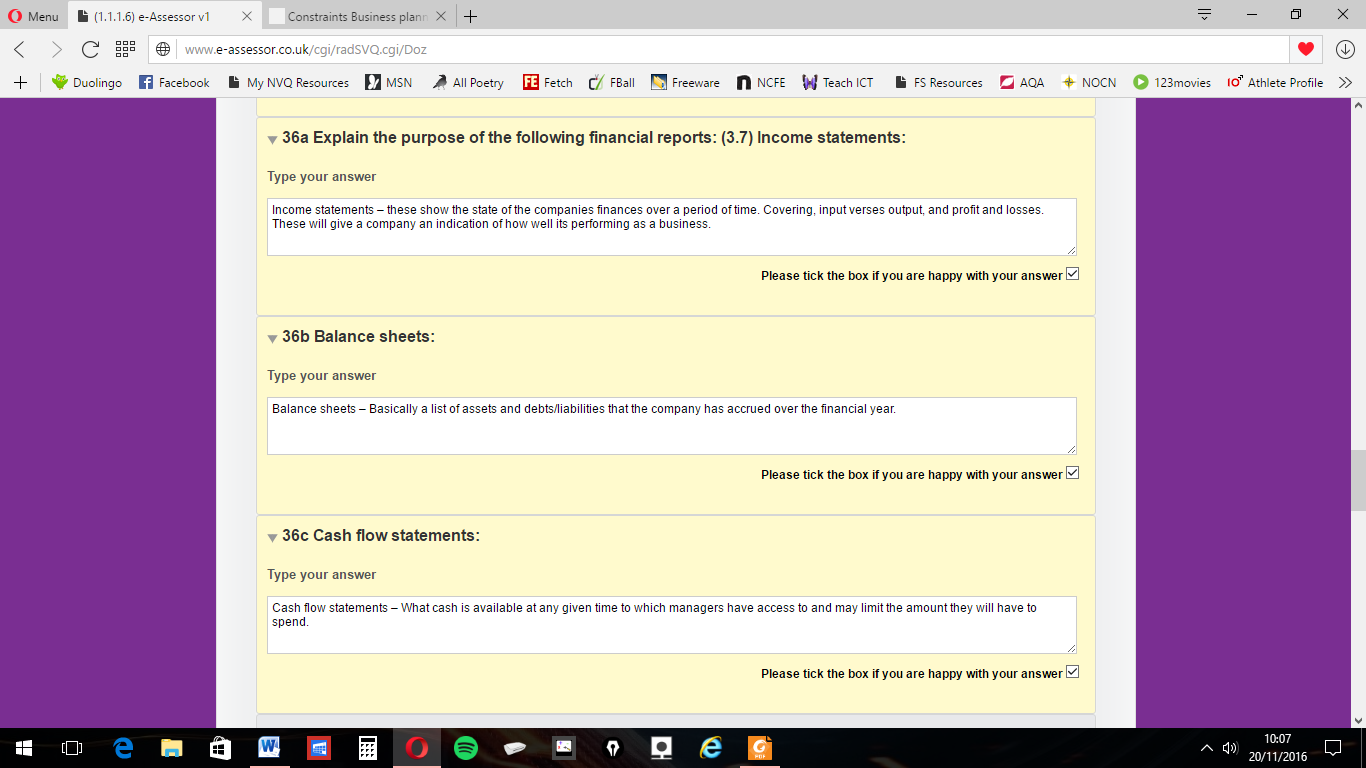 Menu
(1.1.1.6) e-Assessor v1
Constraints Business plann
www.e-assessor.co.uk/cgi/radSVQ.cgi/Doz
Duolingo Facebook My NVQ Resources MSN All Poetry Fetch FBall Freeware NCFE Teach ICT FS Resources AQA NOCN 123movies Athlete Profile
36a Explain the purpose of the following financial reports: (3.7) Income statements:
Type your answer
Income statements – these show the state of the companies finances over a period of time. Covering, input verses output, and profit and losses.
These will give a company an indication of how well its performing as a business.
Please tick the box if you are happy with your answer
36b Balance sheets:
Type your answer
Balance sheets – Basically a list of assets and debts/liabilities that the company has accrued over the financial year.
Please tick the box if you are happy with your answer
36c Cash flow statements:
Type your answer
Cash flow statements – What cash is available at any given time to which managers have access to and may limit the amount they will have to
spend.
Please tick the box if you are happy with your answer
10:07
20/11/2016